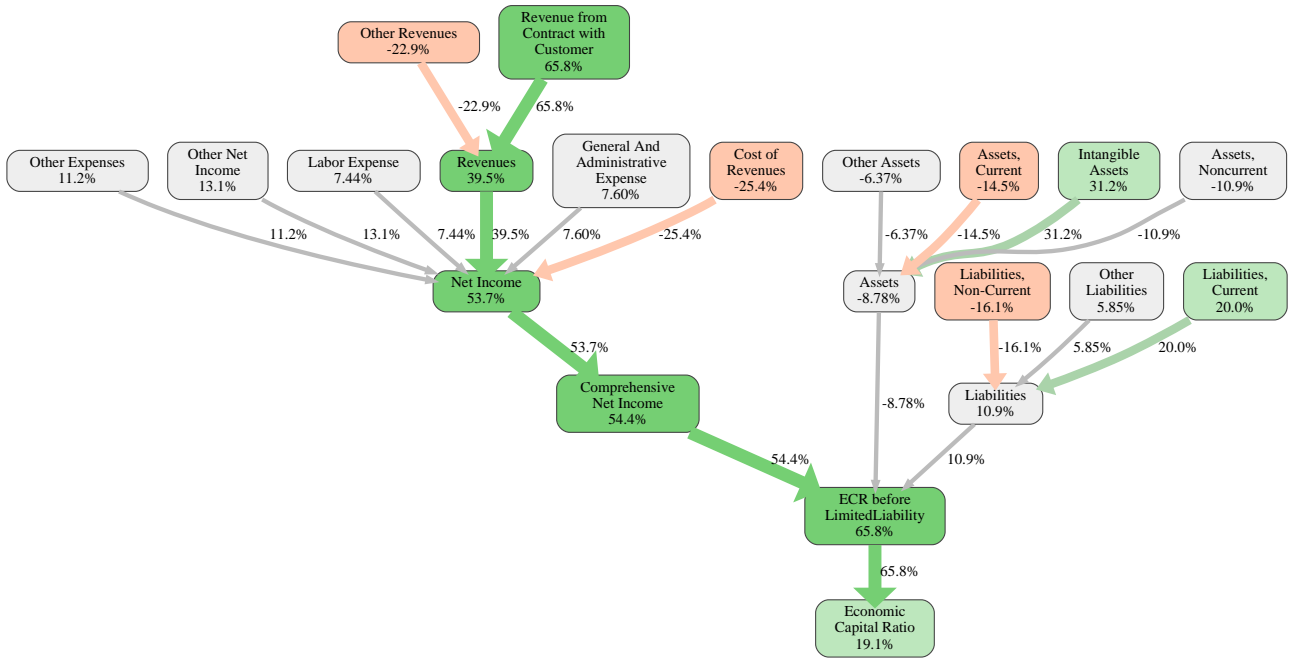 Other Revenues
-22.9%
Revenue from
Contract with
Customer
65.8%
-22.9%
65.8%
Other Expenses
11.2%
Other Net
Income
13.1%
Labor Expense
7.44%
Revenues
39.5%
General And
Administrative
Expense
7.60%
Cost of
Revenues
-25.4%
Other Assets
-6.37%
Assets,
Current
-14.5%
Intangible
Assets
31.2%
Assets,
Noncurrent
-10.9%
11.2%
13.1%
7.44%
39.5%
7.60%
-25.4%
-6.37%
-14.5%
31.2%
-10.9%
Net Income
53.7%
Assets
-8.78%
Liabilities,
Non-Current
-16.1%
Other
Liabilities
5.85%
Liabilities,
Current
20.0%
53.7%
-16.1%
5.85%
20.0%
Comprehensive
Net Income
54.4%
-8.78%
Liabilities
10.9%
54.4%
10.9%
ECR before
LimitedLiability
65.8%
65.8%
Economic
Capital Ratio
19.1%